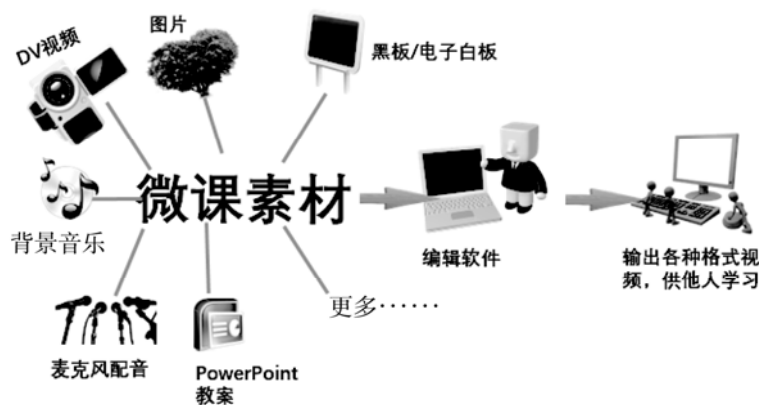 图片
DV视频
黑板/电子白板
微课素材
背景音乐
编辑软件
输出各种格式视
频，供他人学习
更多……
麦克风配音
PowerPoint
教案